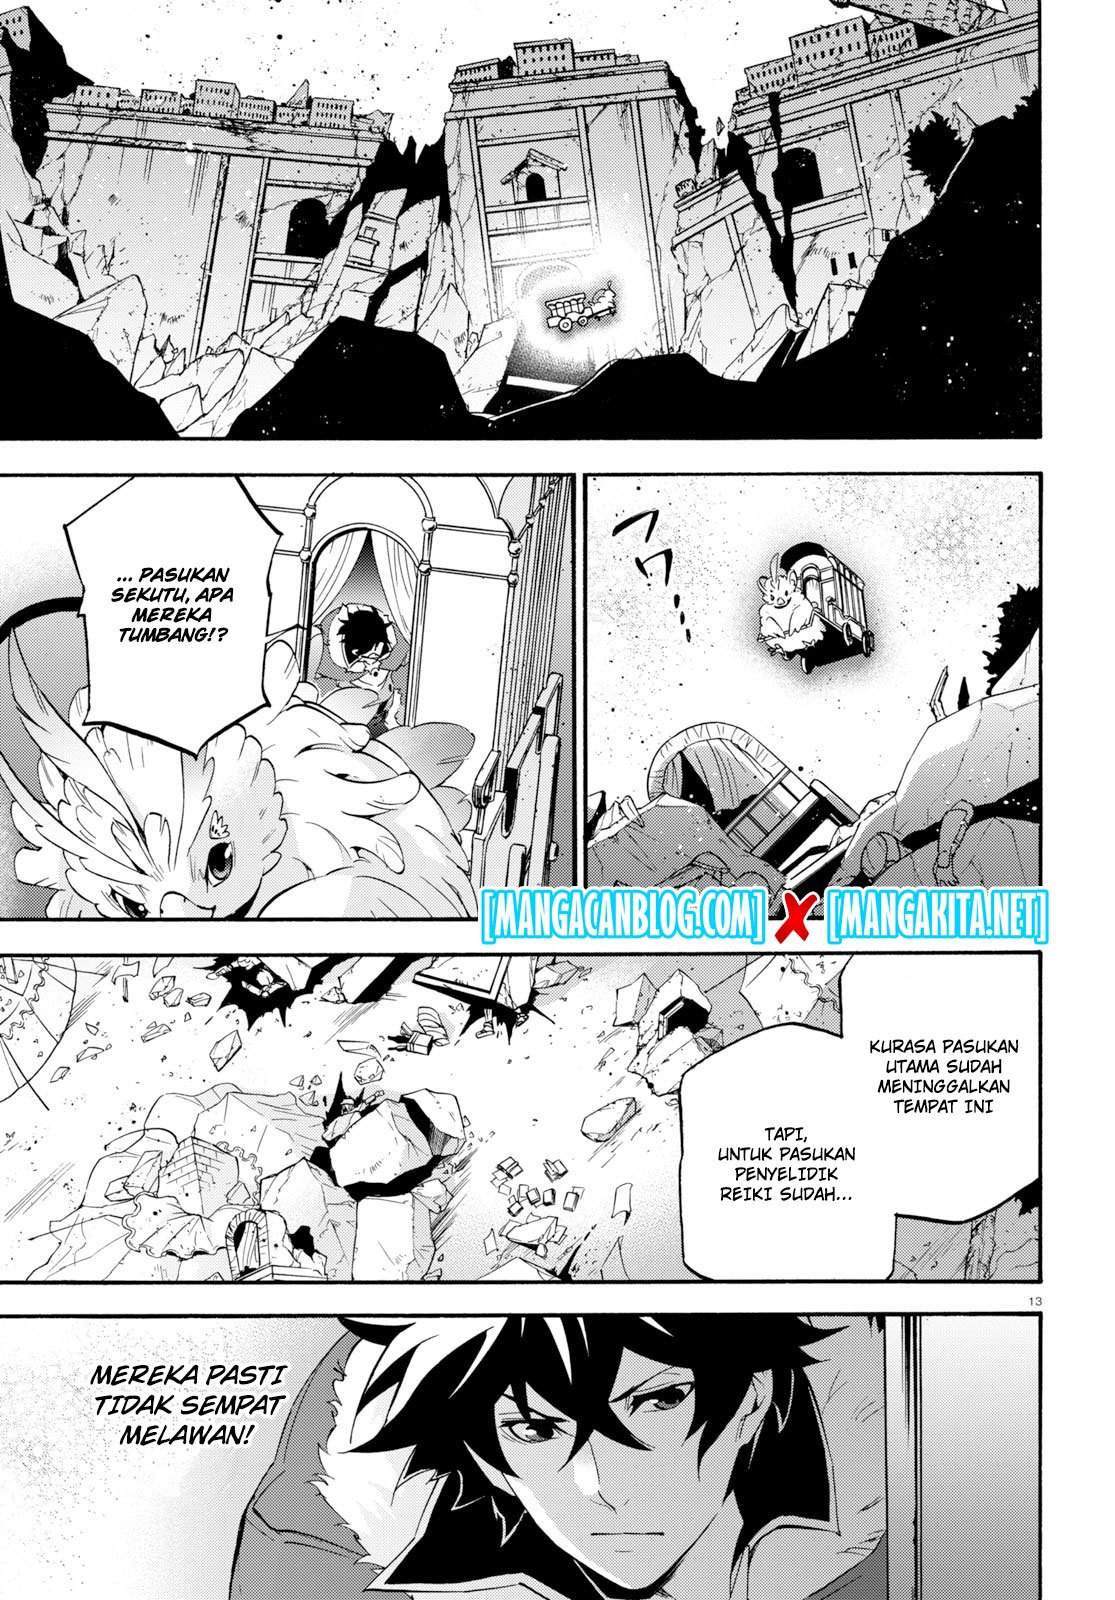 フワ...
... PASUKAN
SEKUTU, APA
MEREKA
TUMBANG!?
[MANGACANBLOG.COM] X [MANGAKITA.NET]
KURASA PASUKAN
UTAMA SUDAH
MENINGGALKAN
TEMPAT INI
TAPI,
UNTUK PASUKAN
PENYELIDIK
REIKI SUDAH...
13
MEREKA PASTI
TIDAK SEMPAT
MELAWAN!